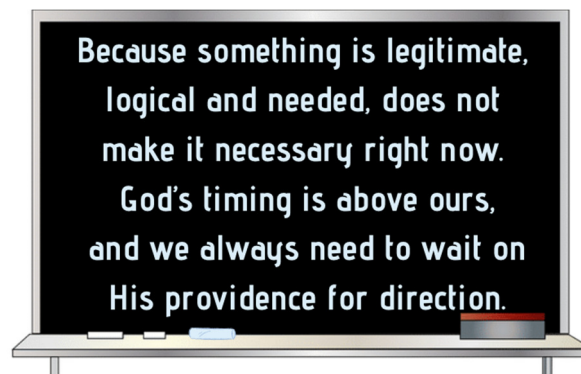 Because something is legitimate,
logical and needed, does not
make it necessary right now.
God's timing is above ours,
and we always need to wait on
His providence for direction.